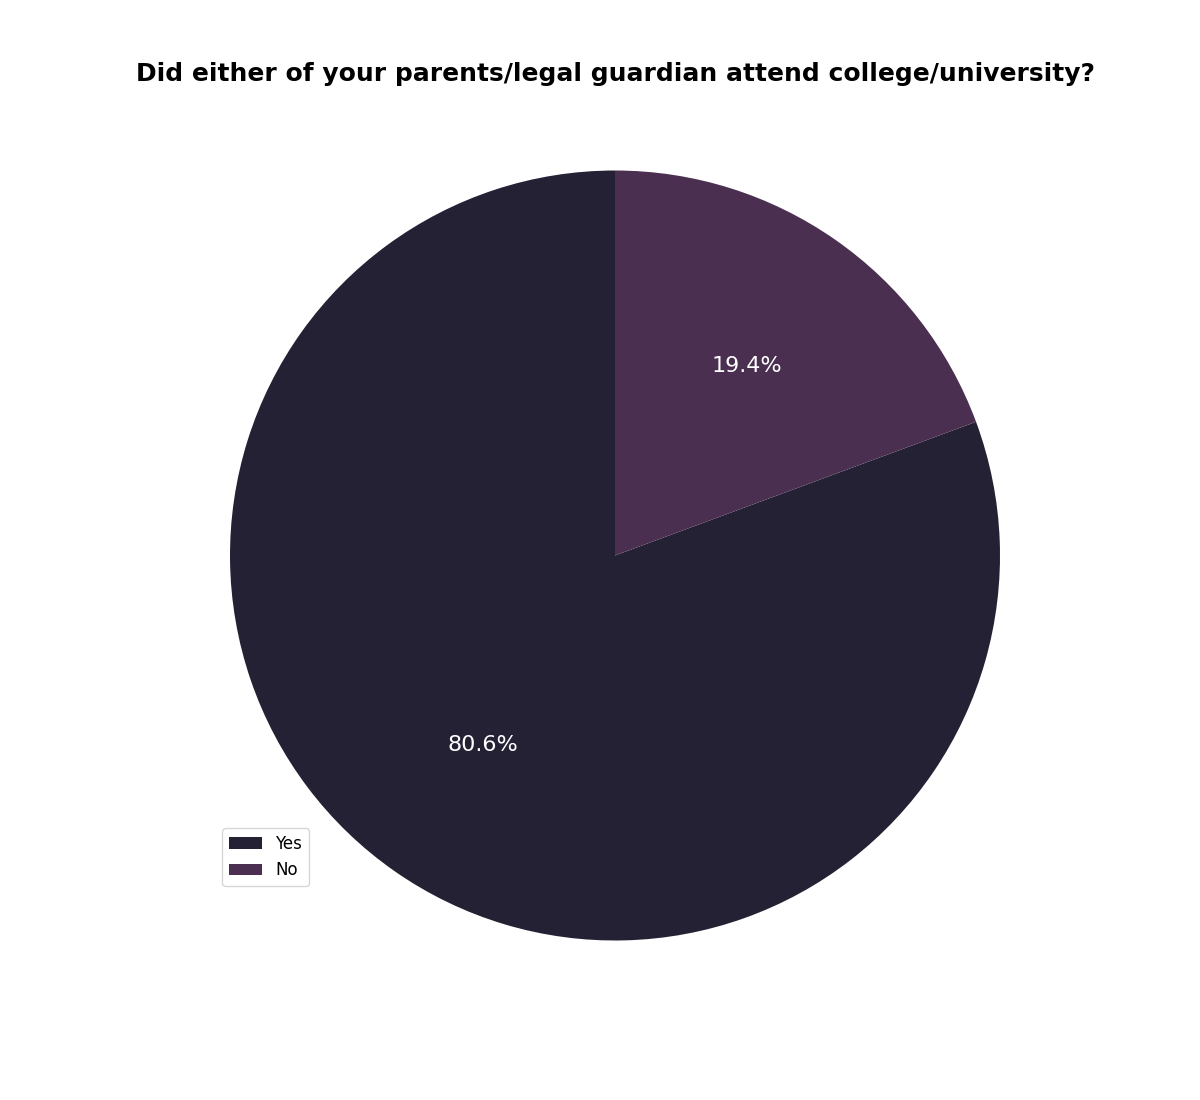 Did either of your parents/legal guardian attend college/university?
19.4%
80.6%
Yes
No